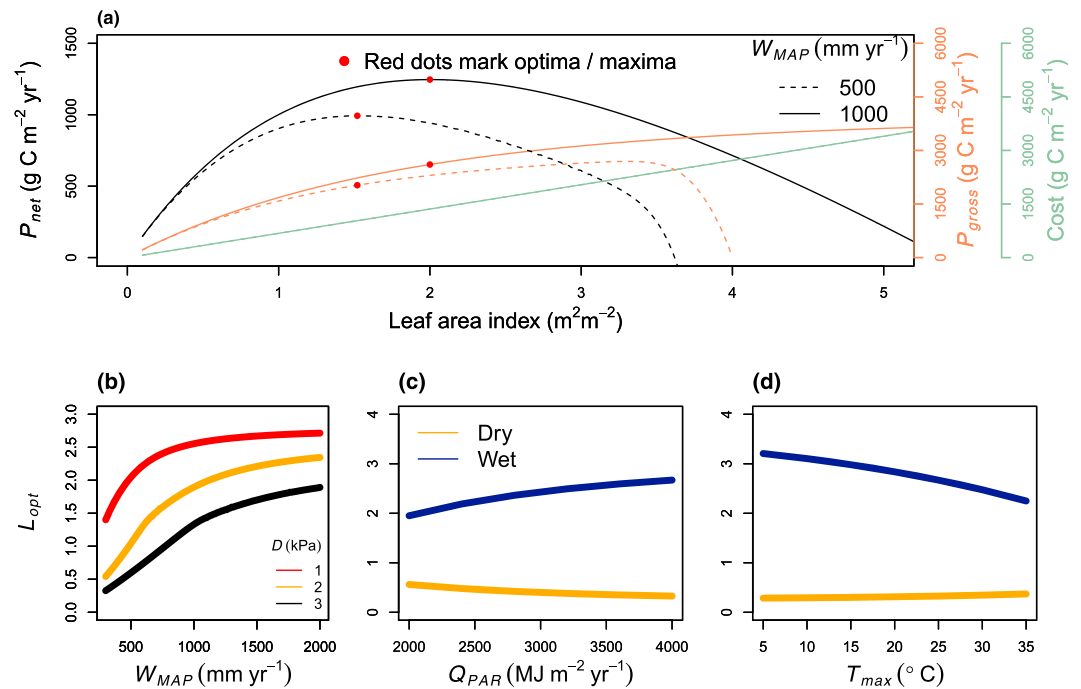 (a)
Red dots mark optima / maxima
W_MAP (mm yr⁻¹)
500
1000
P_net (g C m⁻² yr⁻¹)
0 500 1000 1500
0 1 2 3 4 5
Leaf area index (m²m⁻²)
0 1500 3000 4500 6000
P_gross (g C m⁻² yr⁻¹)
0 1500 3000 4500 6000
Cost (g C m⁻² yr⁻¹)
(b)
L_opt
0.0 0.5 1.0 1.5 2.0 2.5 3.0
D (kPa)
1
2
3
500 1000 1500 2000
W_MAP (mm yr⁻¹)
(c)
0 1 2 3 4
Dry
Wet
2000 2500 3000 3500 4000
Q_PAR (MJ m⁻² yr⁻¹)
(d)
0 1 2 3 4
5 10 15 20 25 30 35
T_max (° C)